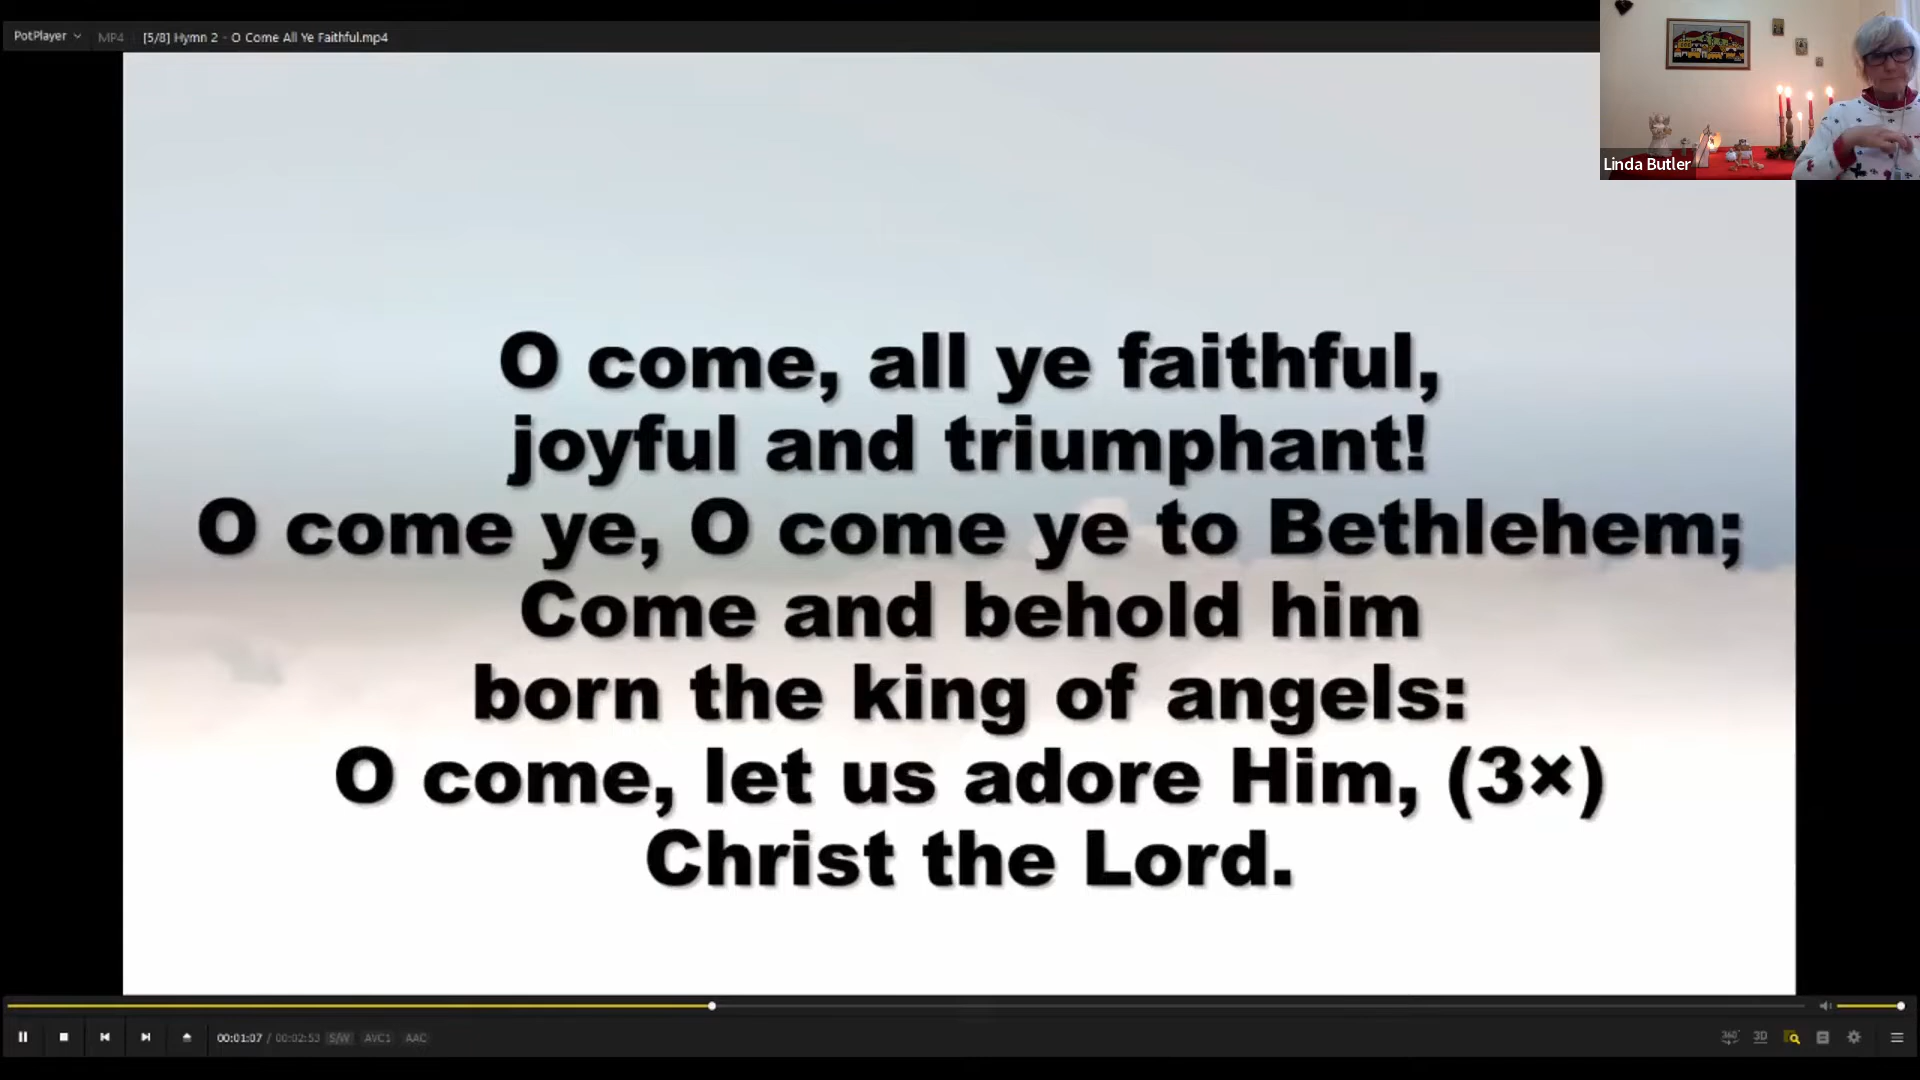 PotPlayer MP4 [5/8] Hymn 2 - O Come All Ye Faithful.mp4
Linda Butler
O come, all ye faithful,
joyful and triumphant!
O come ye, O come ye to Bethlehem;
Come and behold him
born the king of angels:
O come, let us adore Him, (3×)
Christ the Lord.
00:01:07 / 00:02:53 S/W AVC1 AAC
360° 3D